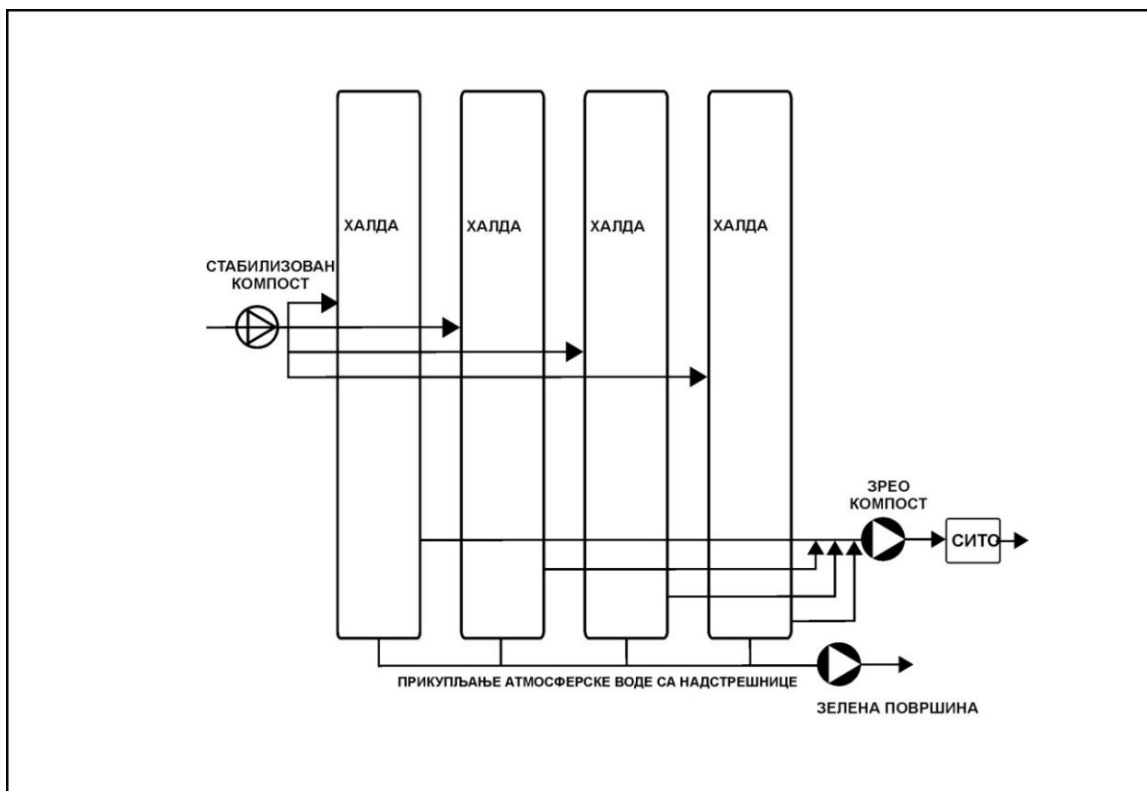 ХАЛДА
ХАЛДА
ХАЛДА
ХАЛДА
СТАБИЛИЗОВАН
КОМПОСТ
ЗРЕО
КОМПОСТ
СИТО
ПРИКУПЉАЊЕ АТМОСФЕРСКЕ ВОДЕ СА НАДСТРЕШНИЦЕ
ЗЕЛЕНА ПОВРШИНА